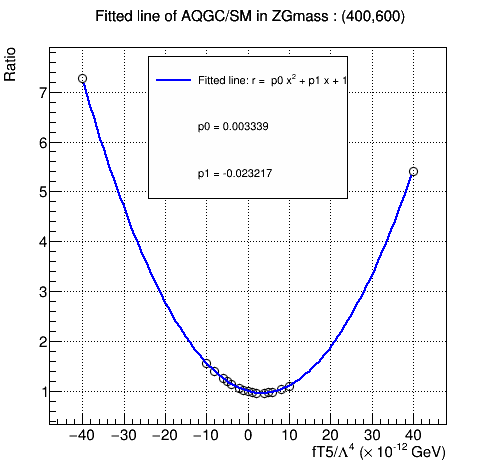 Fitted line of AQGC/SM in ZGmass : (400,600)
Ratio
Fitted line: r =  p0 x² + p1 x + 1
p0 = 0.003339
p1 = -0.023217
7
6
5
4
3
2
1
−40 −30 −20 −10 0 10 20 30 40
fT5/Λ⁴ (× 10⁻¹² GeV)